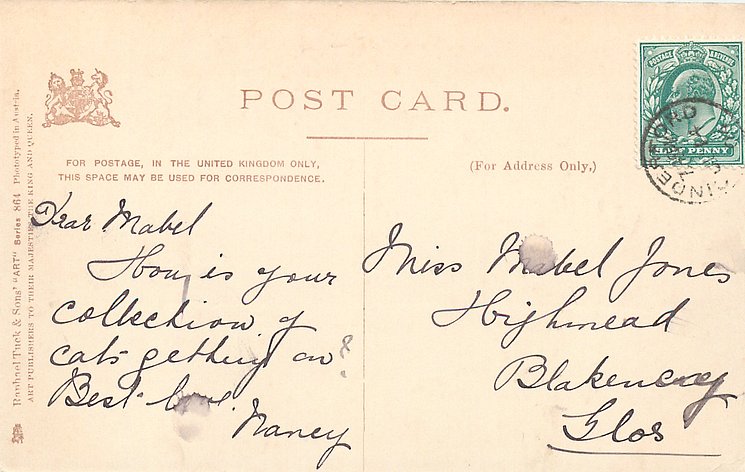 POST CARD.
FOR POSTAGE, IN THE UNITED KINGDOM ONLY,
THIS SPACE MAY BE USED FOR CORRESPONDENCE.
(For Address Only,)
POSTAGE REVENUE
HALF PENNY
Dear Mabel
How is your
collection of
cats getting on?
Best love.
Nancy
Miss Mabel Jones
Highmead
Blakeney
Glos
Raphael Tuck & Sons' "ART" Series 864 Phototyped in Austria.
ART PUBLISHERS TO THEIR MAJESTIES THE KING AND QUEEN.